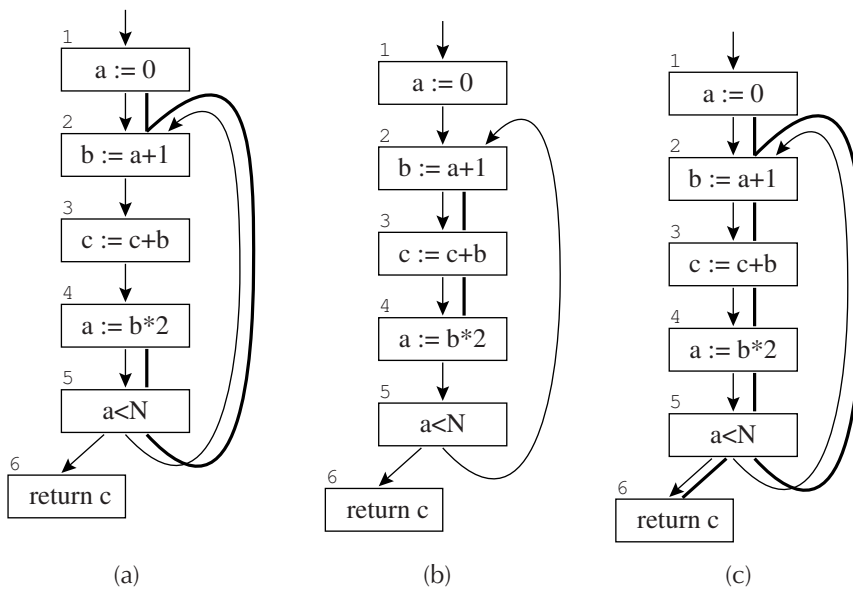 1
a := 0
2
b := a+1
3
c := c+b
4
a := b*2
5
a<N
6
return c
(a)
1
a := 0
2
b := a+1
3
c := c+b
4
a := b*2
5
a<N
6
return c
(b)
1
a := 0
2
b := a+1
3
c := c+b
4
a := b*2
5
a<N
6
return c
(c)